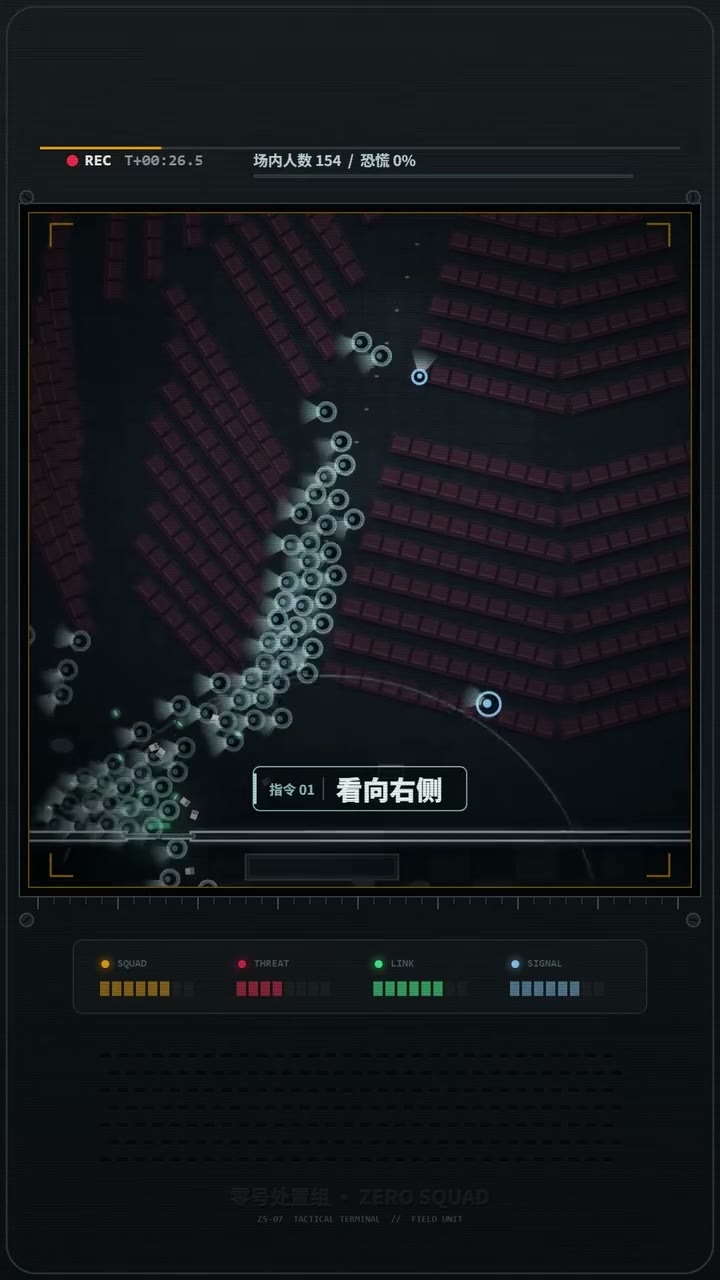 REC T+00:26.5 场内人数 154 / 恐慌 0%
指令 01 看向右侧
SQUAD THREAT LINK SIGNAL
零号处置组 · ZERO SQUAD
ZS-07 TACTICAL TERMINAL // FIELD UNIT